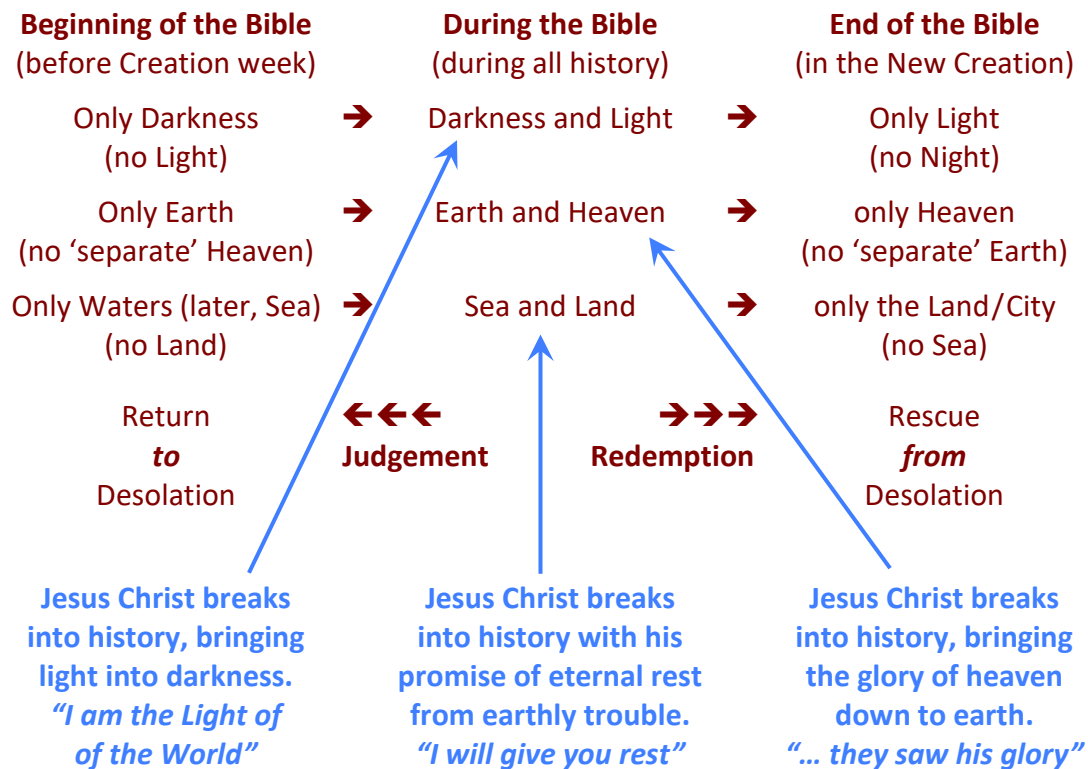 Beginning of the Bible During the Bible End of the Bible
(before Creation week) (during all history) (in the New Creation)
Only Darkness ➔ Darkness and Light ➔ Only Light
(no Light) (no Night)
Only Earth ➔ Earth and Heaven ➔ only Heaven
(no ‘separate’ Heaven) (no ‘separate’ Earth)
Only Waters (later, Sea) ➔ Sea and Land ➔ only the Land/City
(no Land) (no Sea)
Return Rescue
to Judgement Redemption from
Desolation Desolation
Jesus Christ breaks
into history, bringing
light into darkness.
“I am the Light of
of the World”
Jesus Christ breaks
into history with his
promise of eternal rest
from earthly trouble.
“I will give you rest”
Jesus Christ breaks
into history, bringing
the glory of heaven
down to earth.
“… they saw his glory”